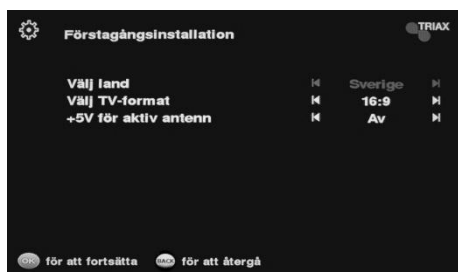 Förstagångsinstallation
TRIAX
Välj land Sverige
Välj TV-format 16:9
+5V för aktiv antenn Av
OK för att fortsätta BACK för att återgå